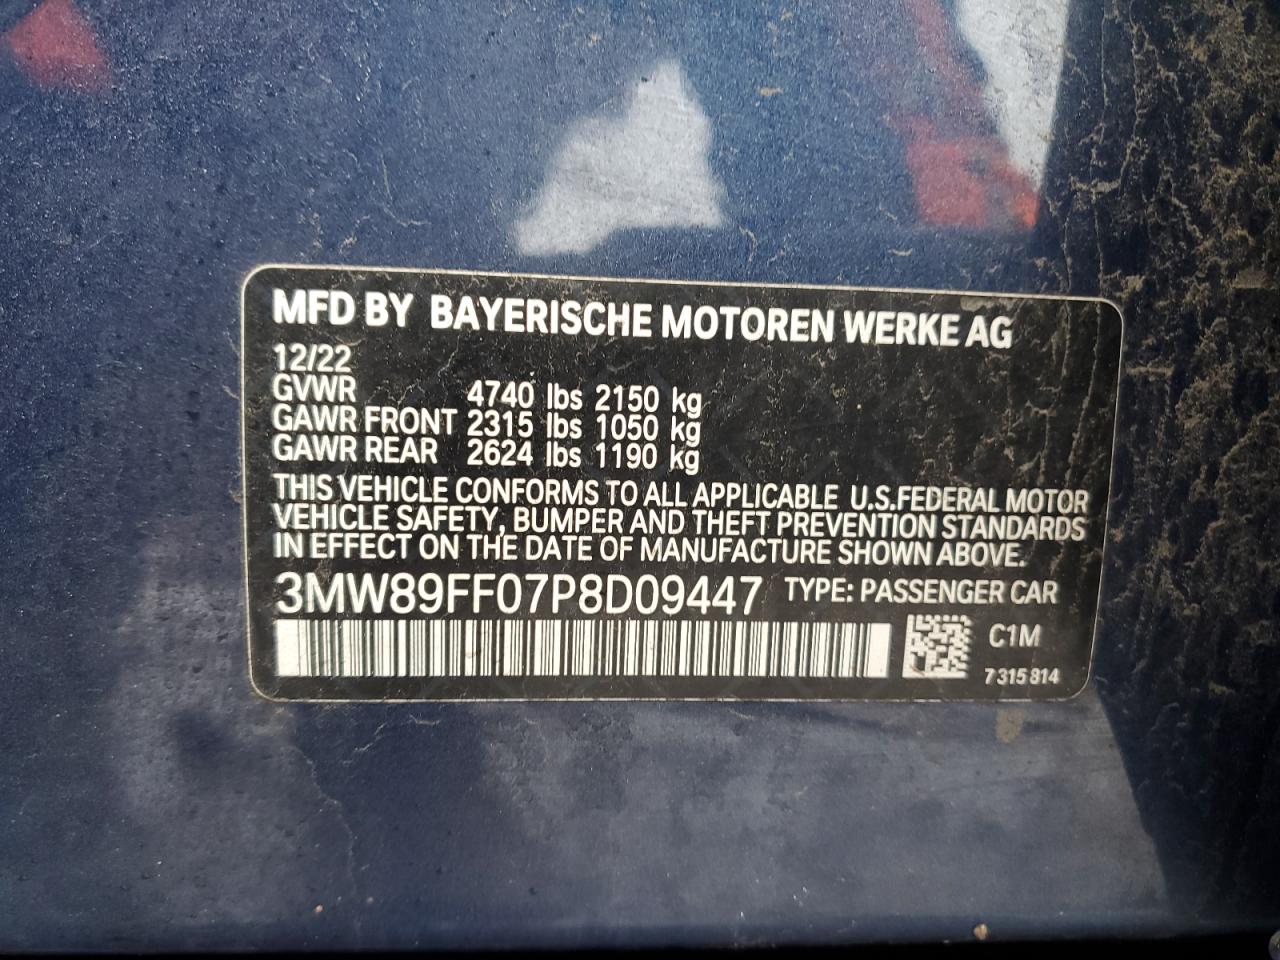 MFD BY BAYERISCHE MOTOREN WERKE AG
12/22
GVWR 4740 lbs 2150 kg
GAWR FRONT 2315 lbs 1050 kg
GAWR REAR 2624 lbs 1190 kg
THIS VEHICLE CONFORMS TO ALL APPLICABLE U.S.FEDERAL MOTOR
VEHICLE SAFETY, BUMPER AND THEFT PREVENTION STANDARDS
IN EFFECT ON THE DATE OF MANUFACTURE SHOWN ABOVE.
3MW89FF07P8D09447 TYPE: PASSENGER CAR
C1M
7 315 814